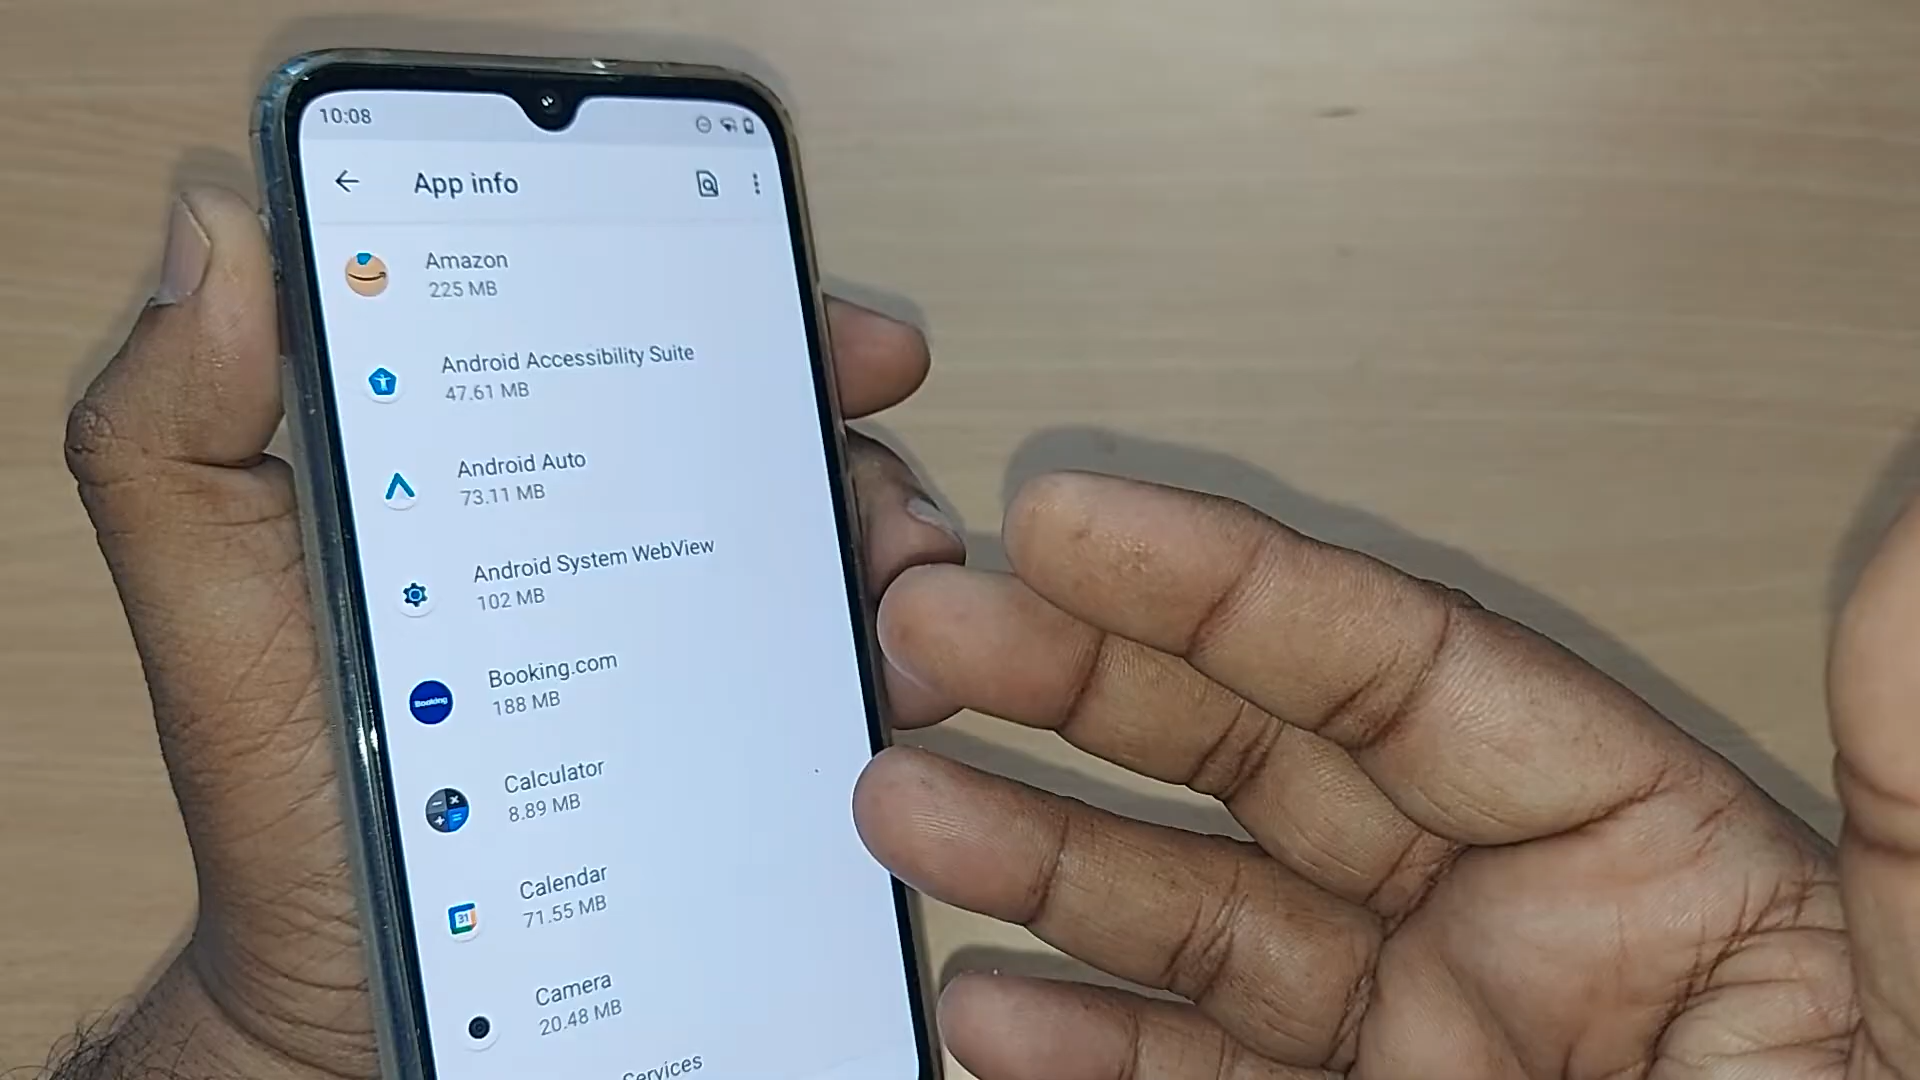 10:08
App info
Amazon
225 MB
Android Accessibility Suite
47.61 MB
Android Auto
73.11 MB
Android System WebView
102 MB
Booking.com
Booking
188 MB
Calculator
8.89 MB
Calendar
31
71.55 MB
Camera
20.48 MB
Services